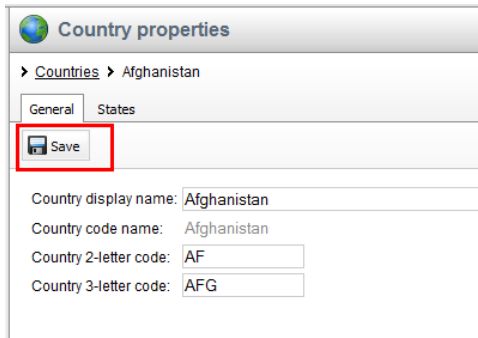 Country properties
Countries Afghanistan
General States
Save
Country display name: Afghanistan
Country code name: Afghanistan
Country 2-letter code: AF
Country 3-letter code: AFG